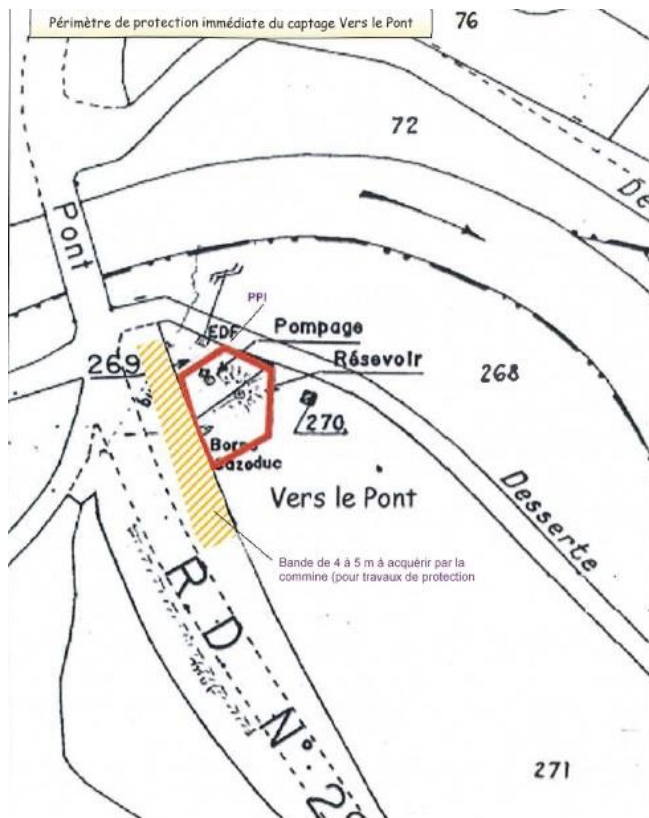 Périmètre de protection immédiate du captage Vers le Pont
76
72
De
Pont
PPI
EDF
Pompage
Résevoir
269
268
270
Borne
Gazoduc
Vers le Pont
Desserte
Bande de 4 à 5 m à acquérir par la
commine (pour travaux de protection
RD N°. 2
271